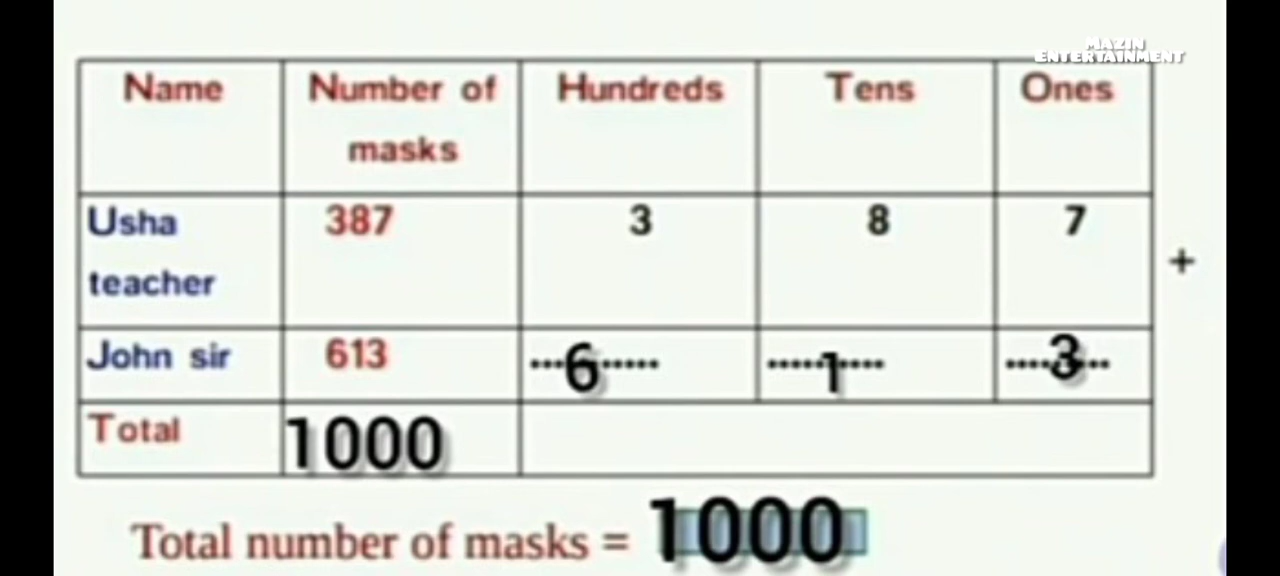 MAZIN
ENTERTAINMENT
Name Number of masks Hundreds Tens Ones
Usha teacher 387 3 8 7
+
John sir 613 ...6...... ......1.... ....3...
Total 1000
Total number of masks = 1000